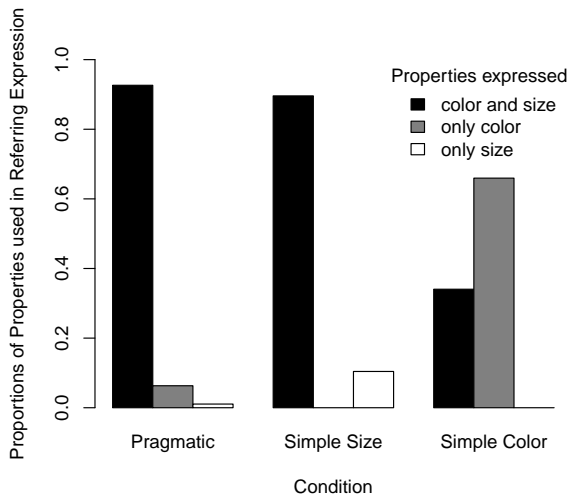 Proportions of Properties used in Referring Expression
1.0
0.8
0.6
0.4
0.2
0.0
Properties expressed
color and size
only color
only size
Pragmatic
Simple Size
Simple Color
Condition